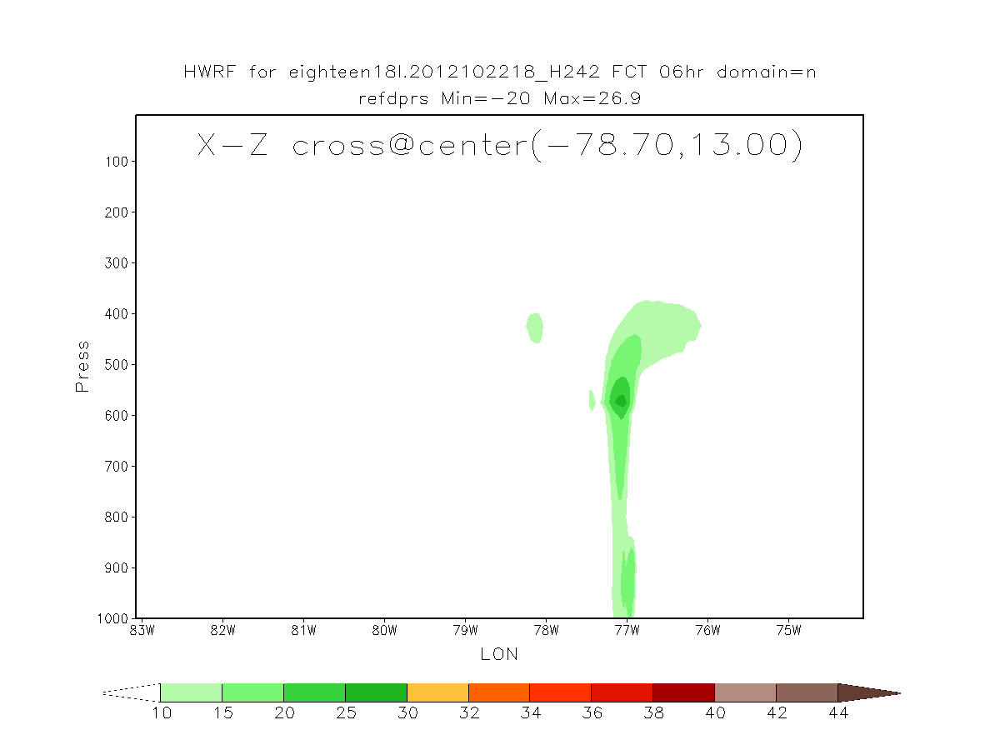 HWRF for eighteen18l.2012102218_H242 FCT 06hr domain=n
refdprs Min=−20 Max=26.9
X−Z cross@center(−78.70,13.00)
100
200
300
400
500
600
700
800
900
1000
Press
83W 82W 81W 80W 79W 78W 77W 76W 75W
LON
10 15 20 25 30 32 34 36 38 40 42 44